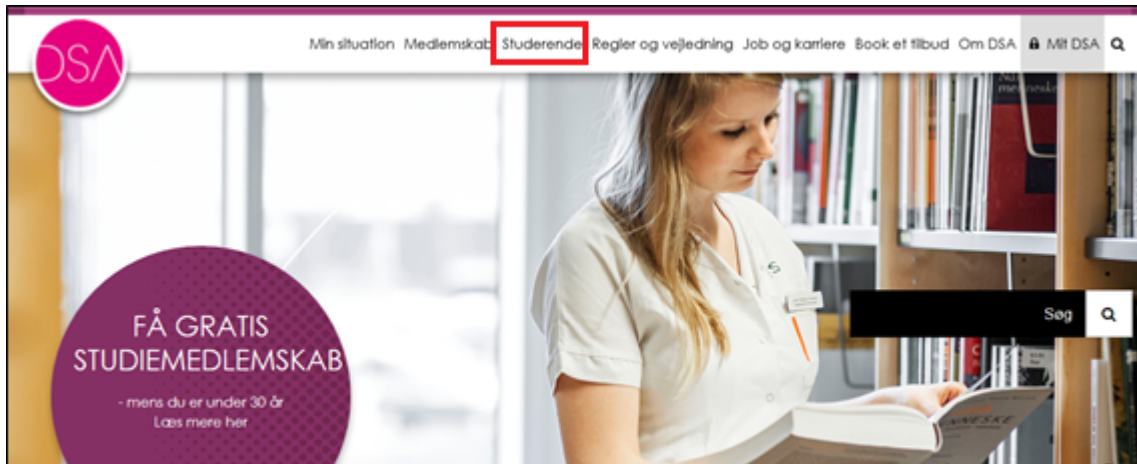 DSA
Min situation Medlemskab Studerende Regler og vejledning Job og karriere Book et tilbud Om DSA Mit DSA
FÅ GRATIS
STUDIEMEDLEMSKAB
- mens du er under 30 år
Læs mere her
Søg